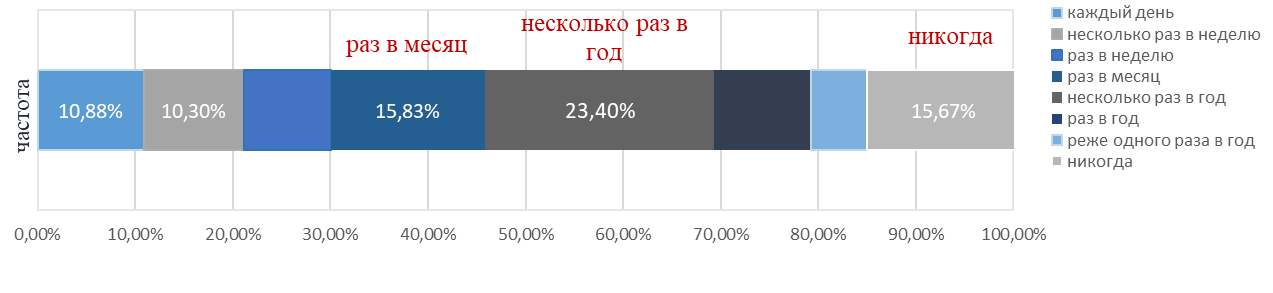 несколько раз в
год
раз в месяц
никогда
частота
10,88%
10,30%
15,83%
23,40%
15,67%
0,00%
10,00%
20,00%
30,00%
40,00%
50,00%
60,00%
70,00%
80,00%
90,00%
100,00%
каждый день
несколько раз в неделю
раз в неделю
раз в месяц
несколько раз в год
раз в год
реже одного раза в год
никогда